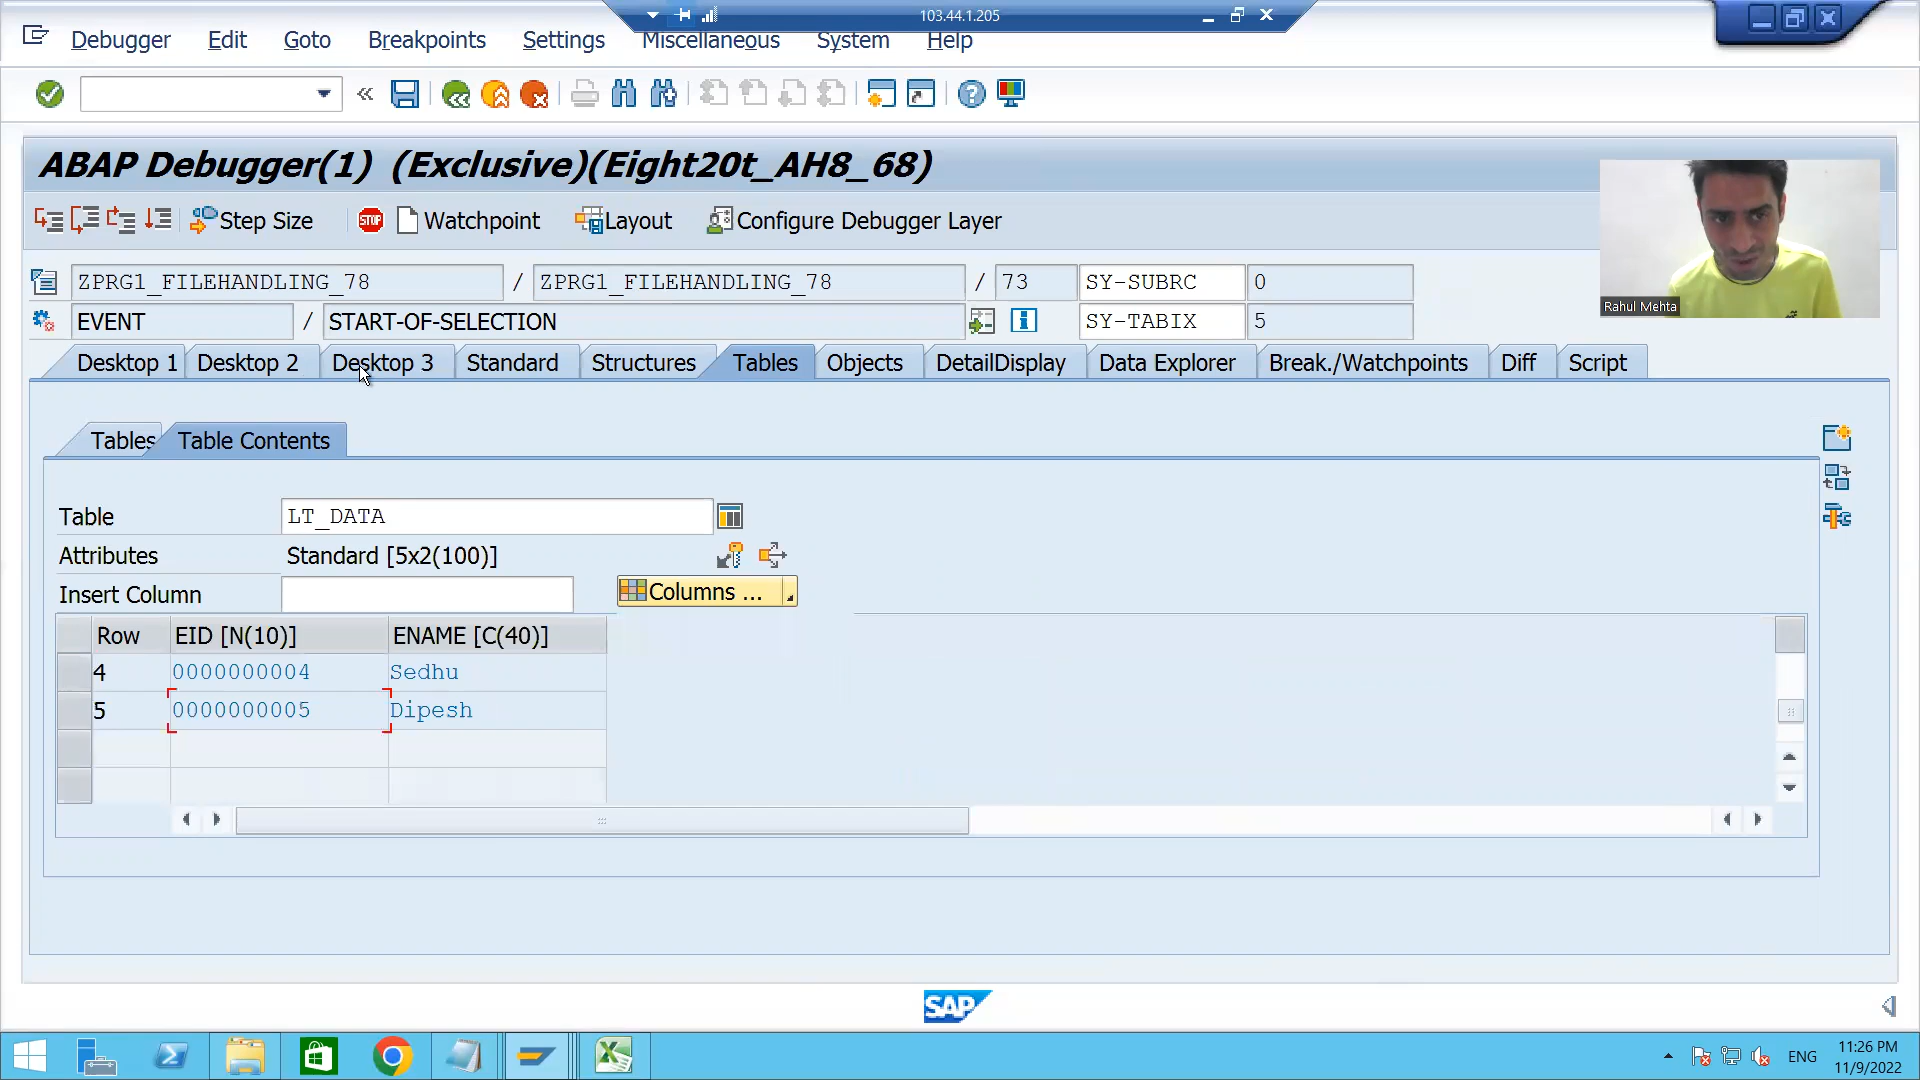 103.44.1.205
Debugger Edit Goto Breakpoints Settings Miscellaneous System Help
ABAP Debugger(1) (Exclusive)(Eight20t_AH8_68)
Step Size STOP Watchpoint Layout Configure Debugger Layer
Rahul Mehta
ZPRG1_FILEHANDLING_78 / ZPRG1_FILEHANDLING_78 / 73 SY-SUBRC 0
EVENT / START-OF-SELECTION SY-TABIX 5
Desktop 1 Desktop 2 Desktop 3 Standard Structures Tables Objects DetailDisplay Data Explorer Break./Watchpoints Diff Script
Tables Table Contents
Table LT_DATA
Attributes Standard [5x2(100)]
Insert Column Columns ...
Row EID [N(10)] ENAME [C(40)]
4 0000000004 Sedhu
5 0000000005 Dipesh
SAP
ENG 11:26 PM
11/9/2022